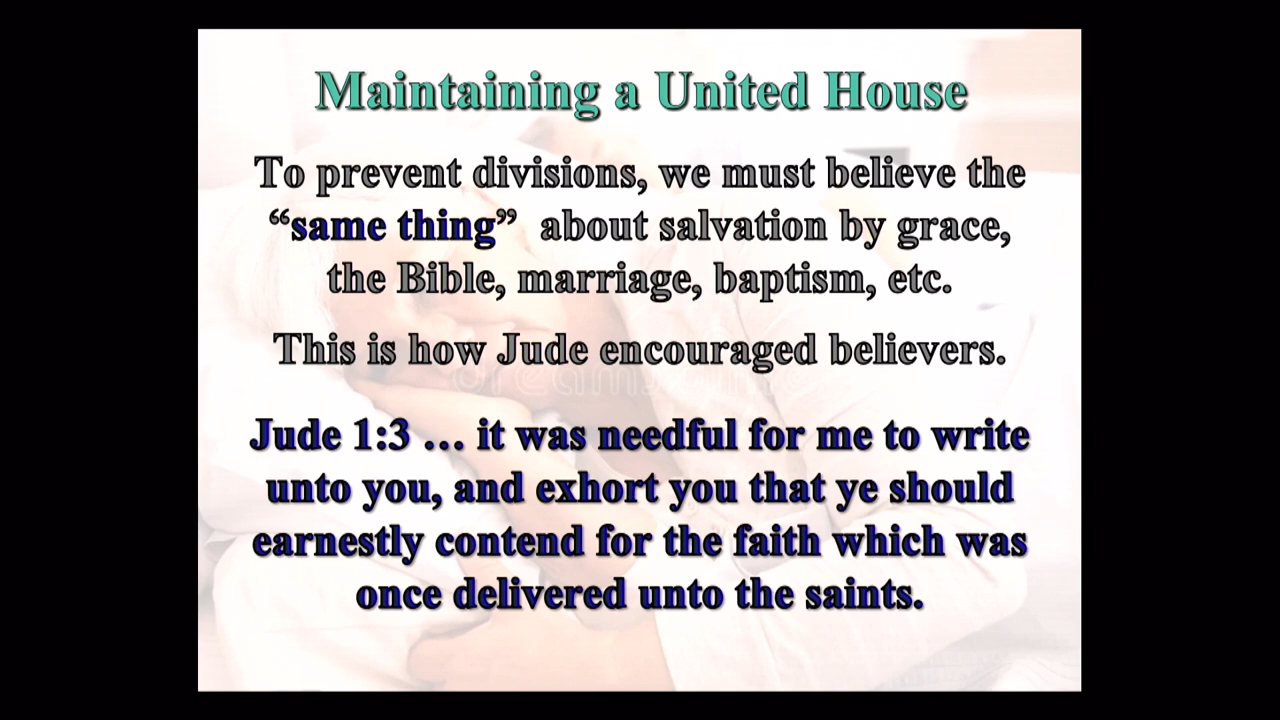 Maintaining a United House
To prevent divisions, we must believe the
“same thing” about salvation by grace,
the Bible, marriage, baptism, etc.
This is how Jude encouraged believers.
dreamstime
Jude 1:3 … it was needful for me to write
unto you, and exhort you that ye should
earnestly contend for the faith which was
once delivered unto the saints.